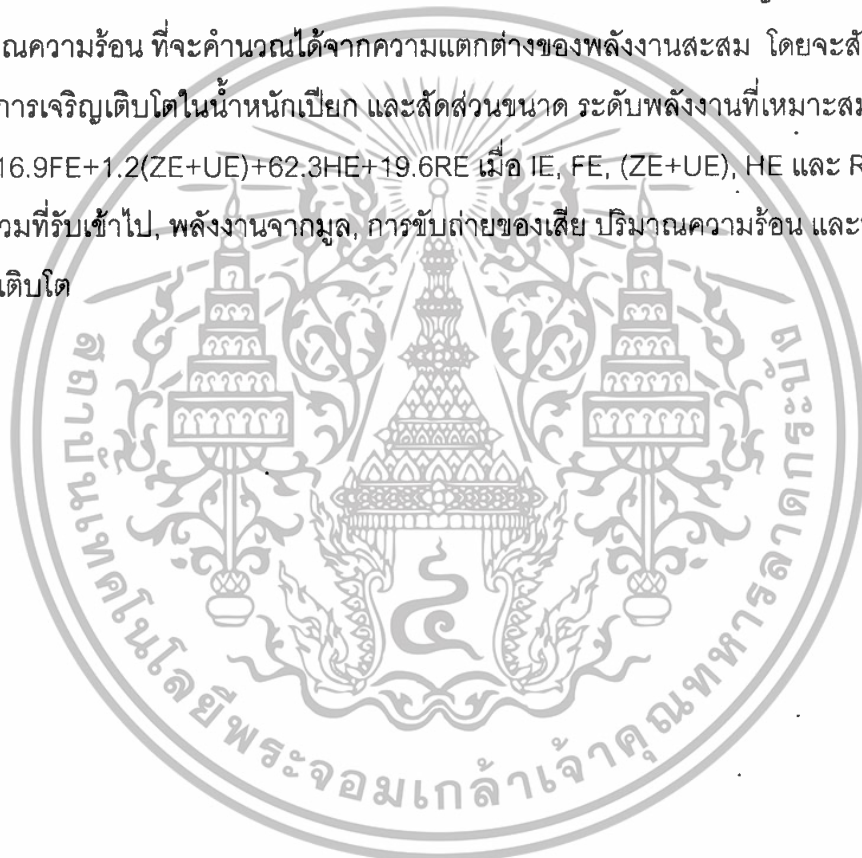 ณความร้อน ที่จะคำนวณได้จากความแตกต่างของพลังงานสะสม โดยจะสั
การเจริญเติบโตในน้ำหนักเปียก และสัดส่วนขนาด ระดับพลังงานที่เหมาะสม
16.9FE+1.2(ZE+UE)+62.3HE+19.6RE เมื่อ IE, FE, (ZE+UE), HE และ R
วมที่รับเข้าไป, พลังงานจากมูล, การขับถ่ายของเสีย ปริมาณความร้อน และ
เติบโต
สถาบันเทคโนโลยีพระจอมเกล้าเจ้าคุณทหารลาดกระบัง
๔